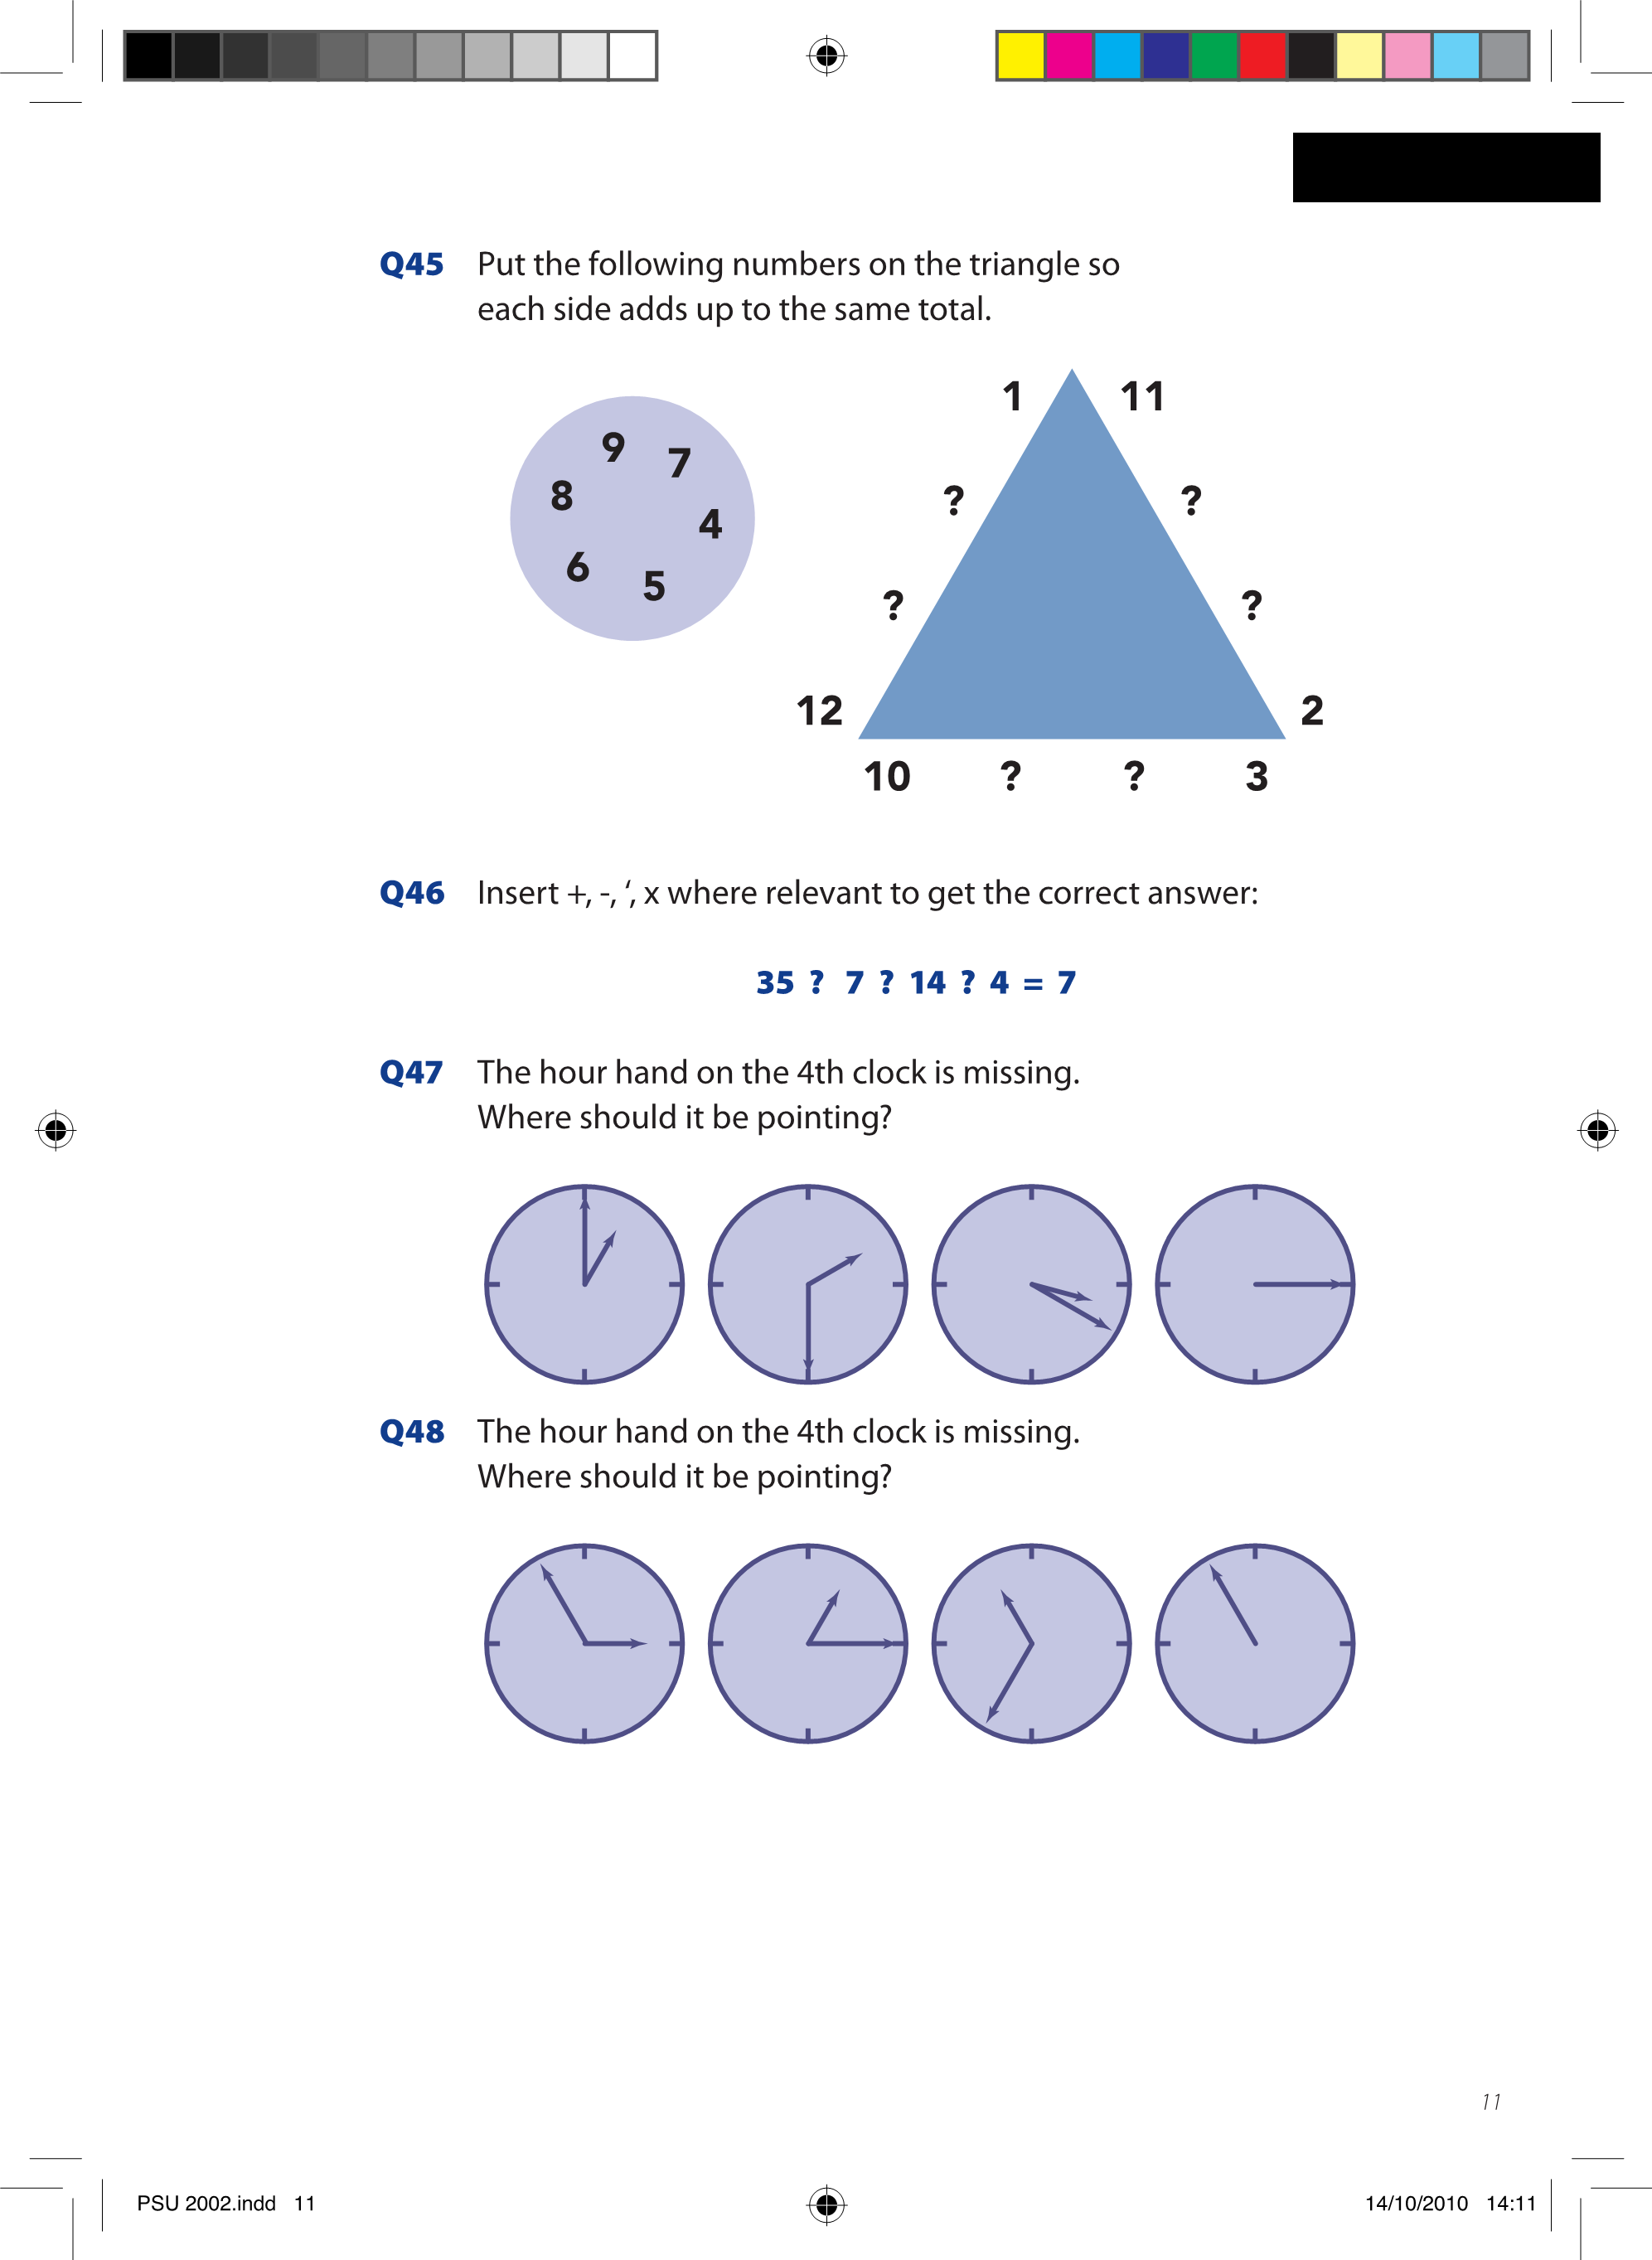 Q45 Put the following numbers on the triangle so
each side adds up to the same total.
1 11
9 7
8 ? ?
4
6 5 ? ?
12 2
10 ? ? 3
Q46 Insert +, -, ‘, x where relevant to get the correct answer:
35 ? 7 ? 14 ? 4 = 7
Q47 The hour hand on the 4th clock is missing.
Where should it be pointing?
Q48 The hour hand on the 4th clock is missing.
Where should it be pointing?
11
PSU 2002.indd 11 14/10/2010 14:11